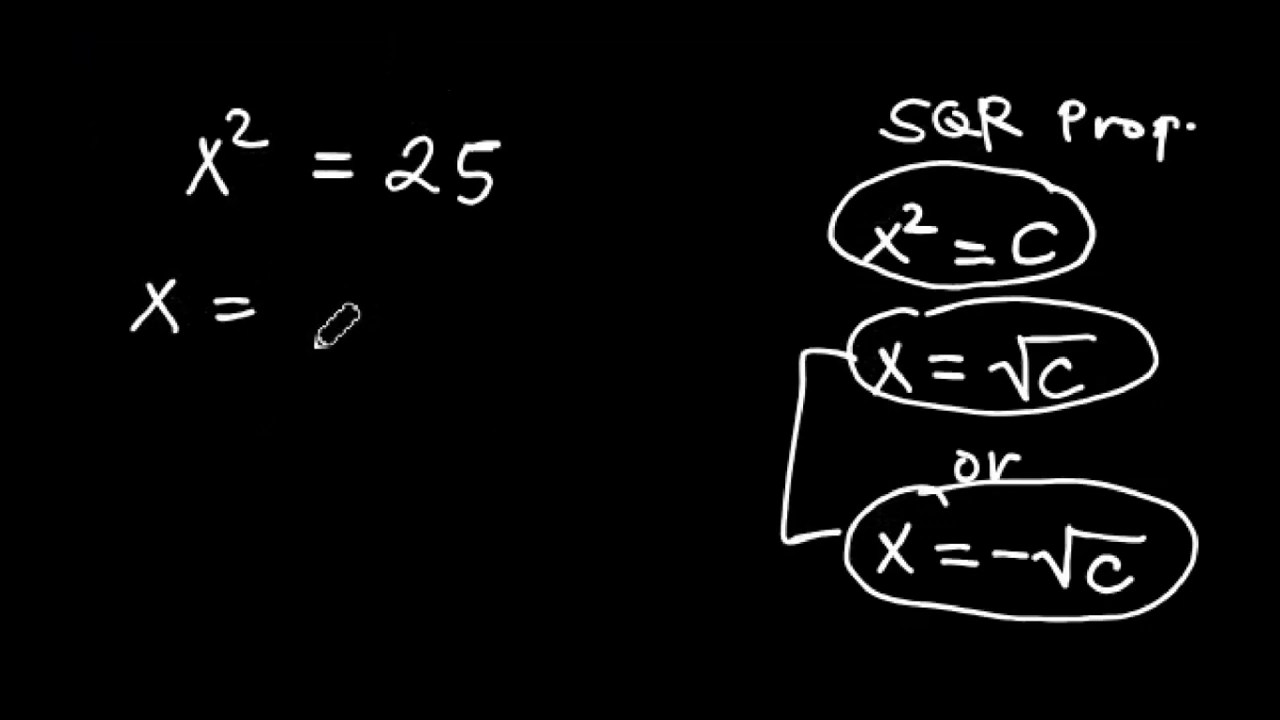 x² = 25
x =
SQR Prop.
x² = c
x = √c
or
x = -√c